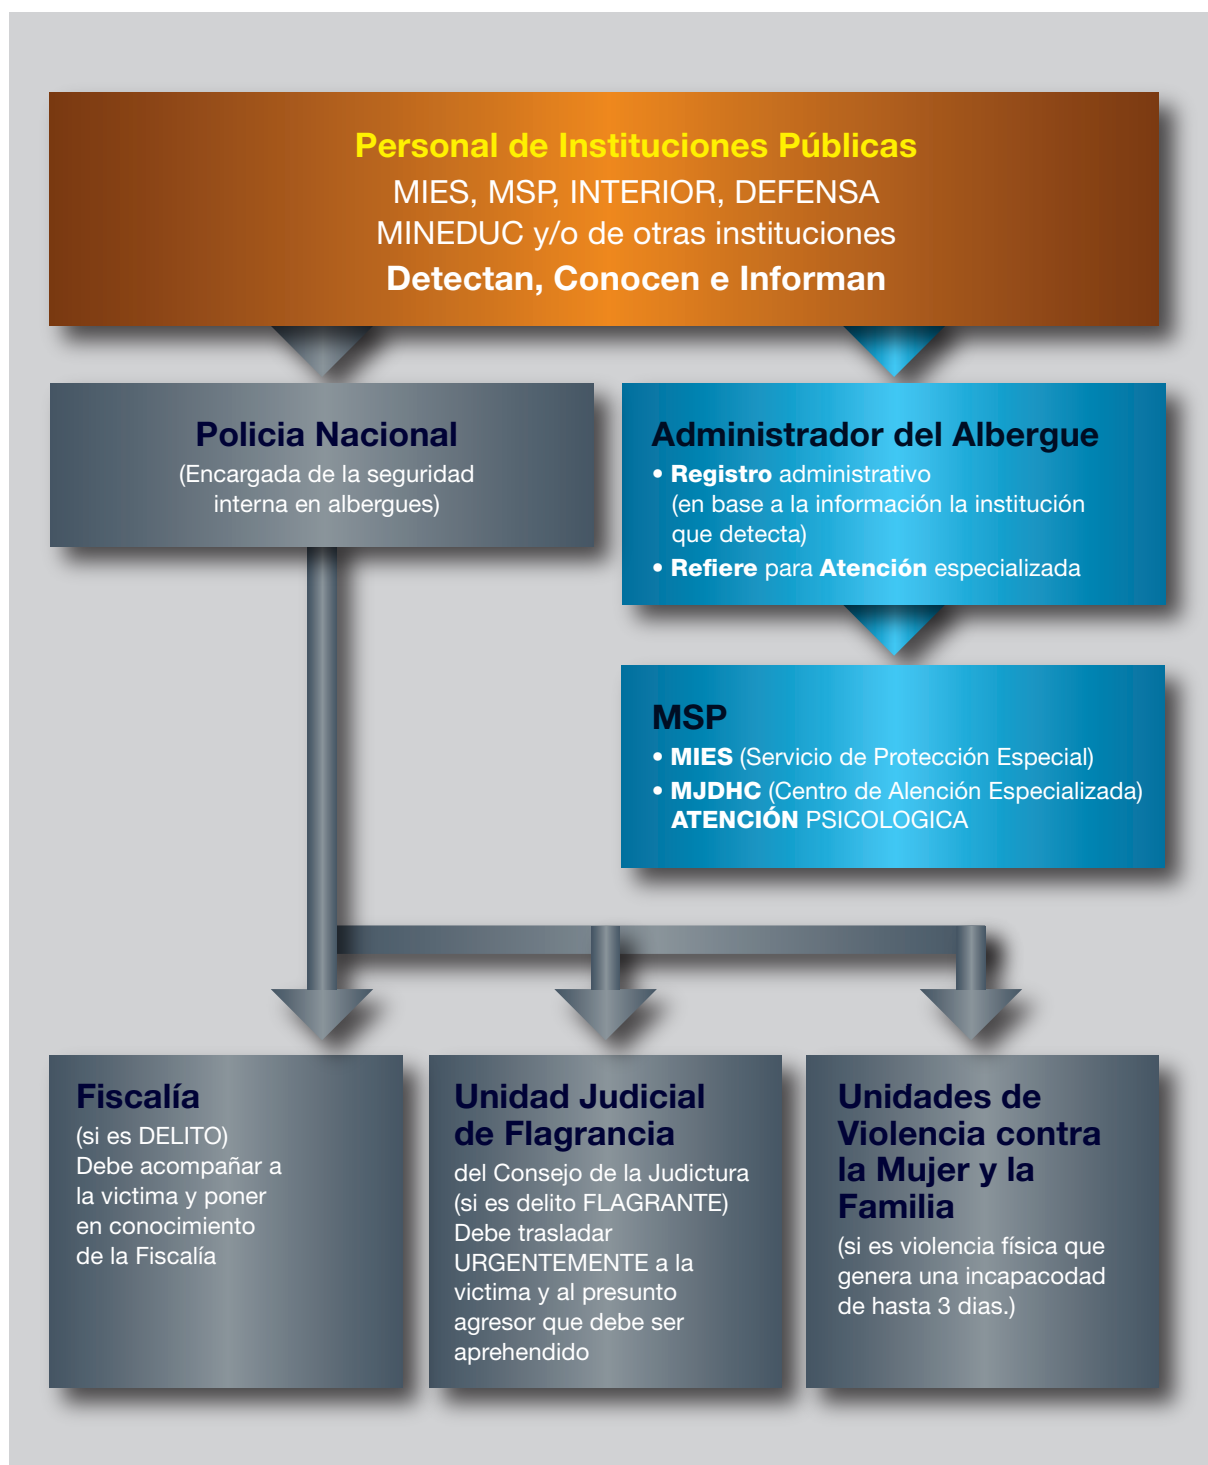 Personal de Instituciones Públicas
MIES, MSP, INTERIOR, DEFENSA
MINEDUC y/o de otras instituciones
Detectan, Conocen e Informan
Policia Nacional
(Encargada de la seguridad
interna en albergues)
Administrador del Albergue
• Registro administrativo
(en base a la información la institución
que detecta)
• Refiere para Atención especializada
MSP
• MIES (Servicio de Protección Especial)
• MJDHC (Centro de Alención Especializada)
ATENCIÓN PSICOLOGICA
Fiscalía
(si es DELITO)
Debe acompañar a
la victima y poner
en conocimiento
de la Fiscalía
Unidad Judicial
de Flagrancia
del Consejo de la Judictura
(si es delito FLAGRANTE)
Debe trasladar
URGENTEMENTE a la
victima y al presunto
agresor que debe ser
aprehendido
Unidades de
Violencia contra
la Mujer y la
Familia
(si es violencia física que
genera una incapacodad
de hasta 3 dias.)